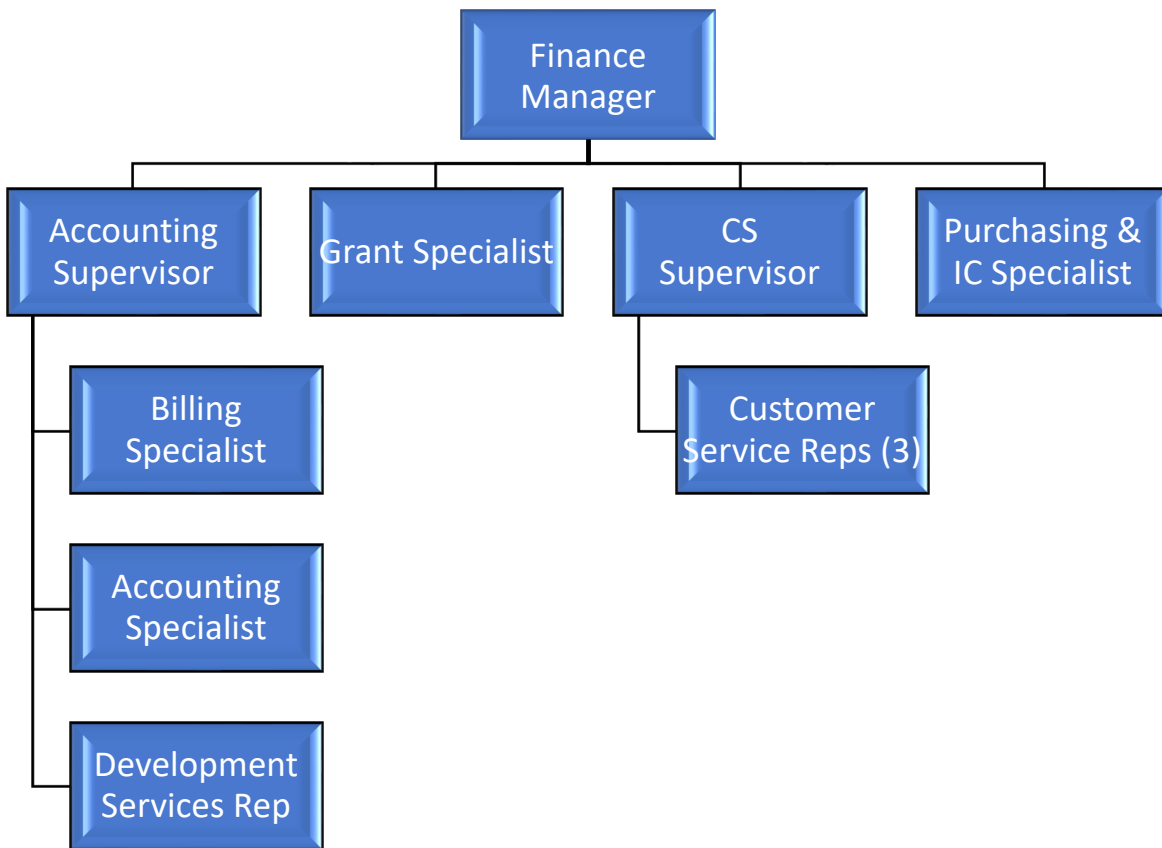 Finance
Manager
Accounting
Supervisor
Grant Specialist
CS
Supervisor
Purchasing &
IC Specialist
Billing
Specialist
Customer
Service Reps (3)
Accounting
Specialist
Development
Services Rep